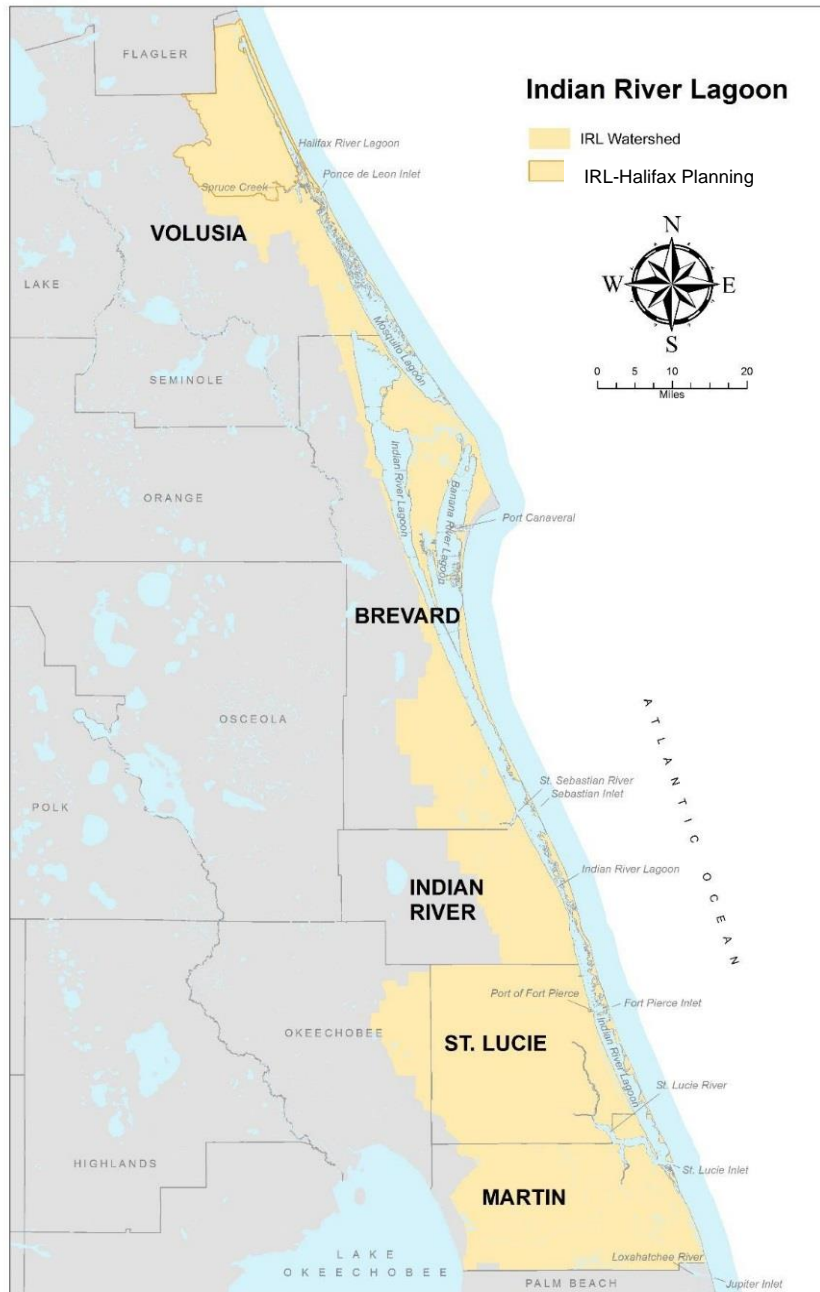 FLAGLER
Indian River Lagoon
IRL Watershed
IRL-Halifax Planning
Halifax River Lagoon
Ponce de Leon Inlet
Spruce Creek
VOLUSIA
N
W
E
S
LAKE
0 5 10 20
Miles
Mosquito Lagoon
SEMINOLE
Indian River Lagoon
Banana River Lagoon
ORANGE
Port Canaveral
BREVARD
OSCEOLA
ATLANTIC OCEAN
POLK
St. Sebastian River
Sebastian Inlet
Indian River Lagoon
INDIAN
RIVER
Port of Fort Pierce
Fort Pierce Inlet
OKEECHOBEE
ST. LUCIE
Indian River Lagoon
St. Lucie River
HIGHLANDS
St. Lucie Inlet
MARTIN
LAKE
OKEECHOBEE
Loxahatchee River
PALM BEACH
Jupiter Inlet